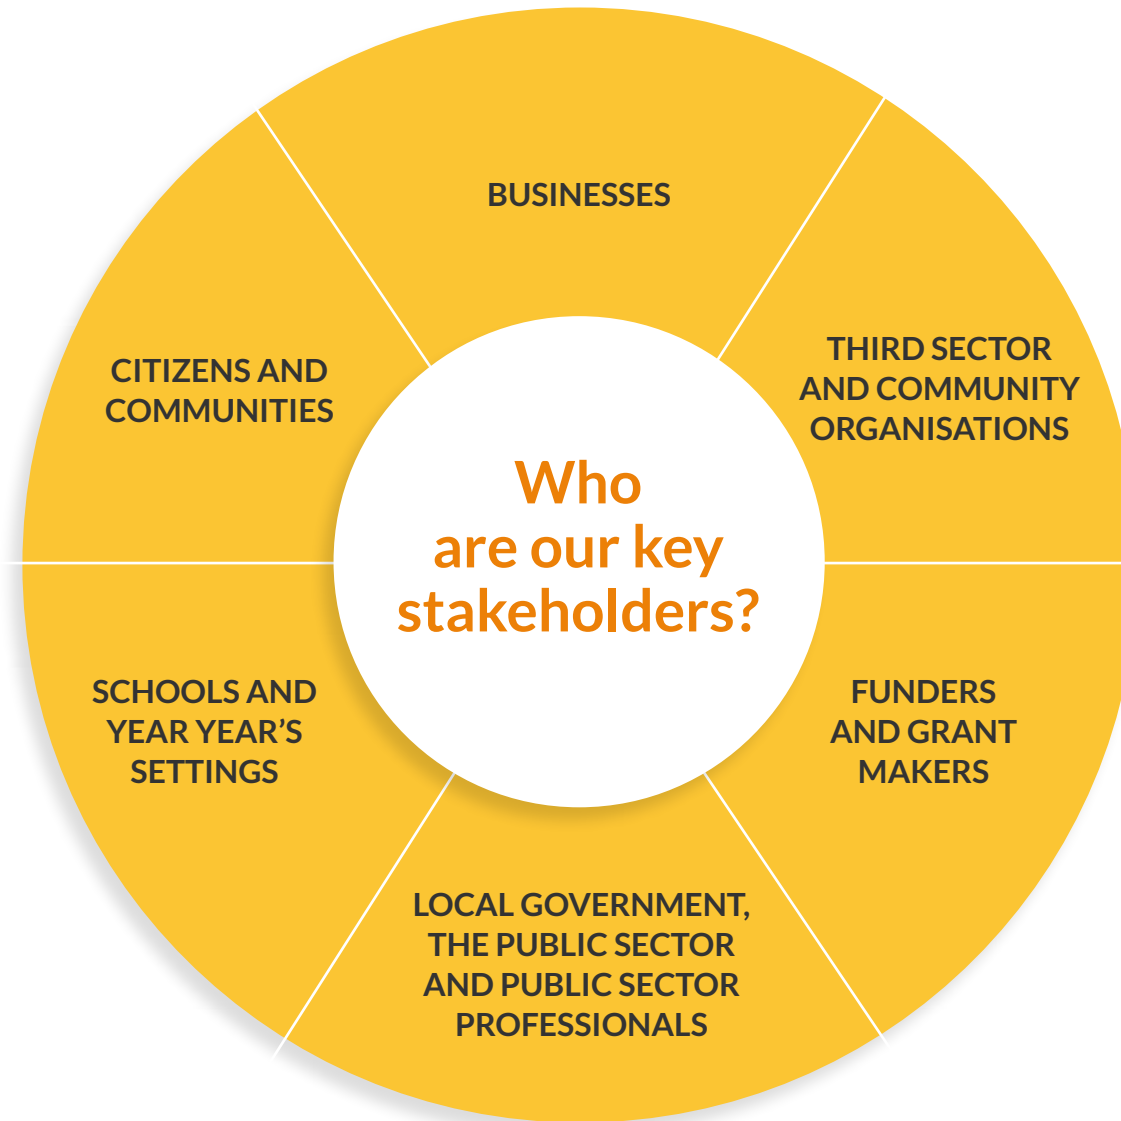 Who
are our key
stakeholders?
BUSINESSES
THIRD SECTOR
AND COMMUNITY
ORGANISATIONS
FUNDERS
AND GRANT
MAKERS
LOCAL GOVERNMENT,
THE PUBLIC SECTOR
AND PUBLIC SECTOR
PROFESSIONALS
SCHOOLS AND
YEAR YEAR’S
SETTINGS
CITIZENS AND
COMMUNITIES